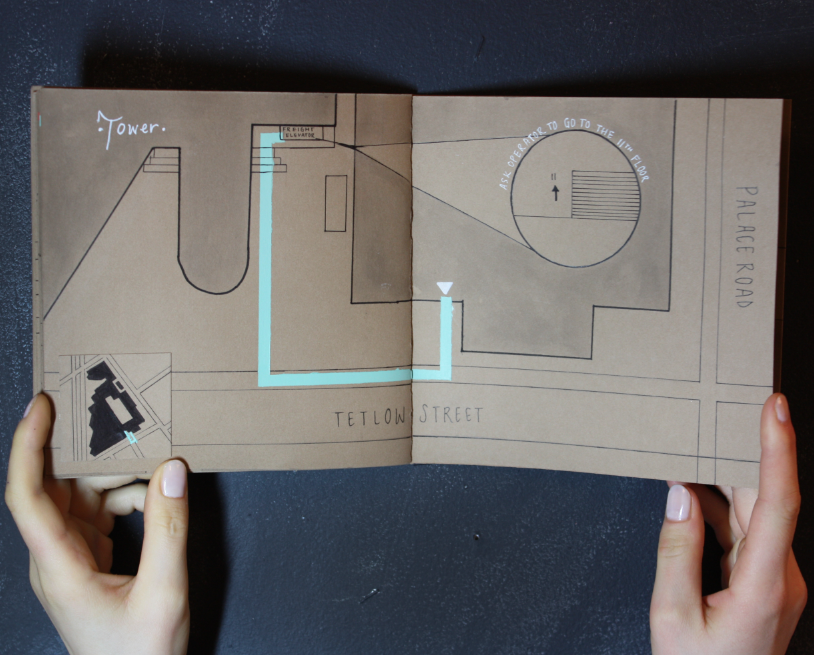 Tower.
FREIGHT
ELEVATOR
ASK OPERATOR TO GO TO THE 11TH FLOOR
11
PALACE ROAD
TETLOW STREET